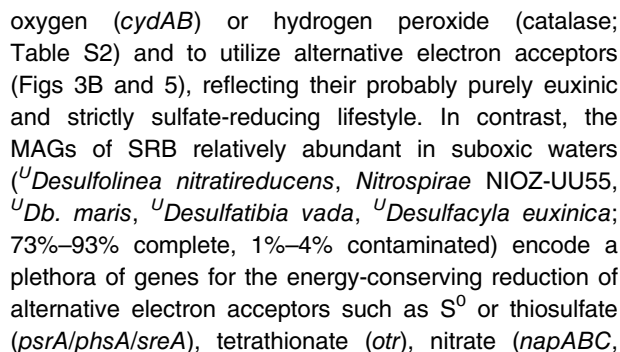 oxygen (cydAB) or hydrogen peroxide (catalase;
Table S2) and to utilize alternative electron acceptors
(Figs 3B and 5), reflecting their probably purely euxinic
and strictly sulfate-reducing lifestyle. In contrast, the
MAGs of SRB relatively abundant in suboxic waters
(ᵁDesulfolinea nitratireducens, Nitrospirae NIOZ-UU55,
ᵁDb. maris, ᵁDesulfatibia vada, ᵁDesulfacyla euxinica;
73%–93% complete, 1%–4% contaminated) encode a
plethora of genes for the energy-conserving reduction of
alternative electron acceptors such as S⁰ or thiosulfate
(psrA/phsA/sreA), tetrathionate (otr), nitrate (napABC,